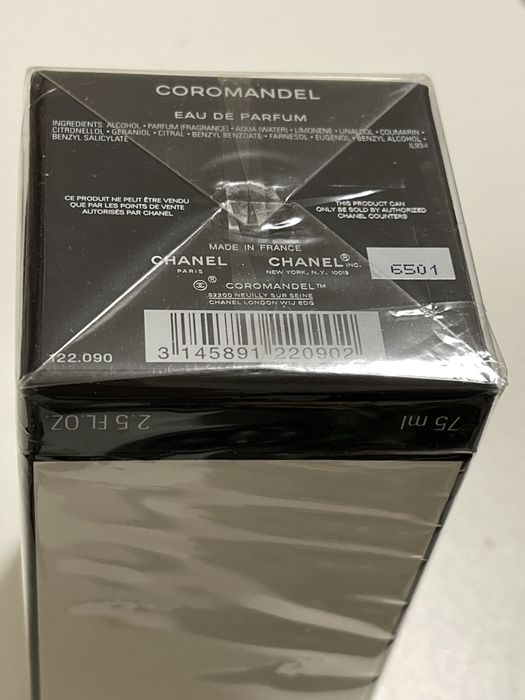 COROMANDEL
EAU DE PARFUM
INGREDIENTS: ALCOHOL • PARFUM (FRAGRANCE) • AQUA (WATER) • LIMONENE • LINALOOL • COUMARIN •
CITRONELLOL • GERANIOL • CITRAL • BENZYL BENZOATE • FARNESOL • EUGENOL • BENZYL ALCOHOL •
BENZYL SALICYLATE
IL994
CE PRODUIT NE PEUT ÊTRE VENDU
QUE PAR LES POINTS DE VENTE
AUTORISÉS PAR CHANEL
THIS PRODUCT CAN
ONLY BE SOLD BY AUTHORIZED
CHANEL COUNTERS
MADE IN FRANCE
CHANEL
PARIS
CHANEL® INC.
NEW YORK, N.Y. 10019
6501
® COROMANDEL™
92200 NEUILLY SUR SEINE
CHANEL LONDON W1J 6DG
122.090
3 145891 220902
2.5 FL.OZ.
75 ml